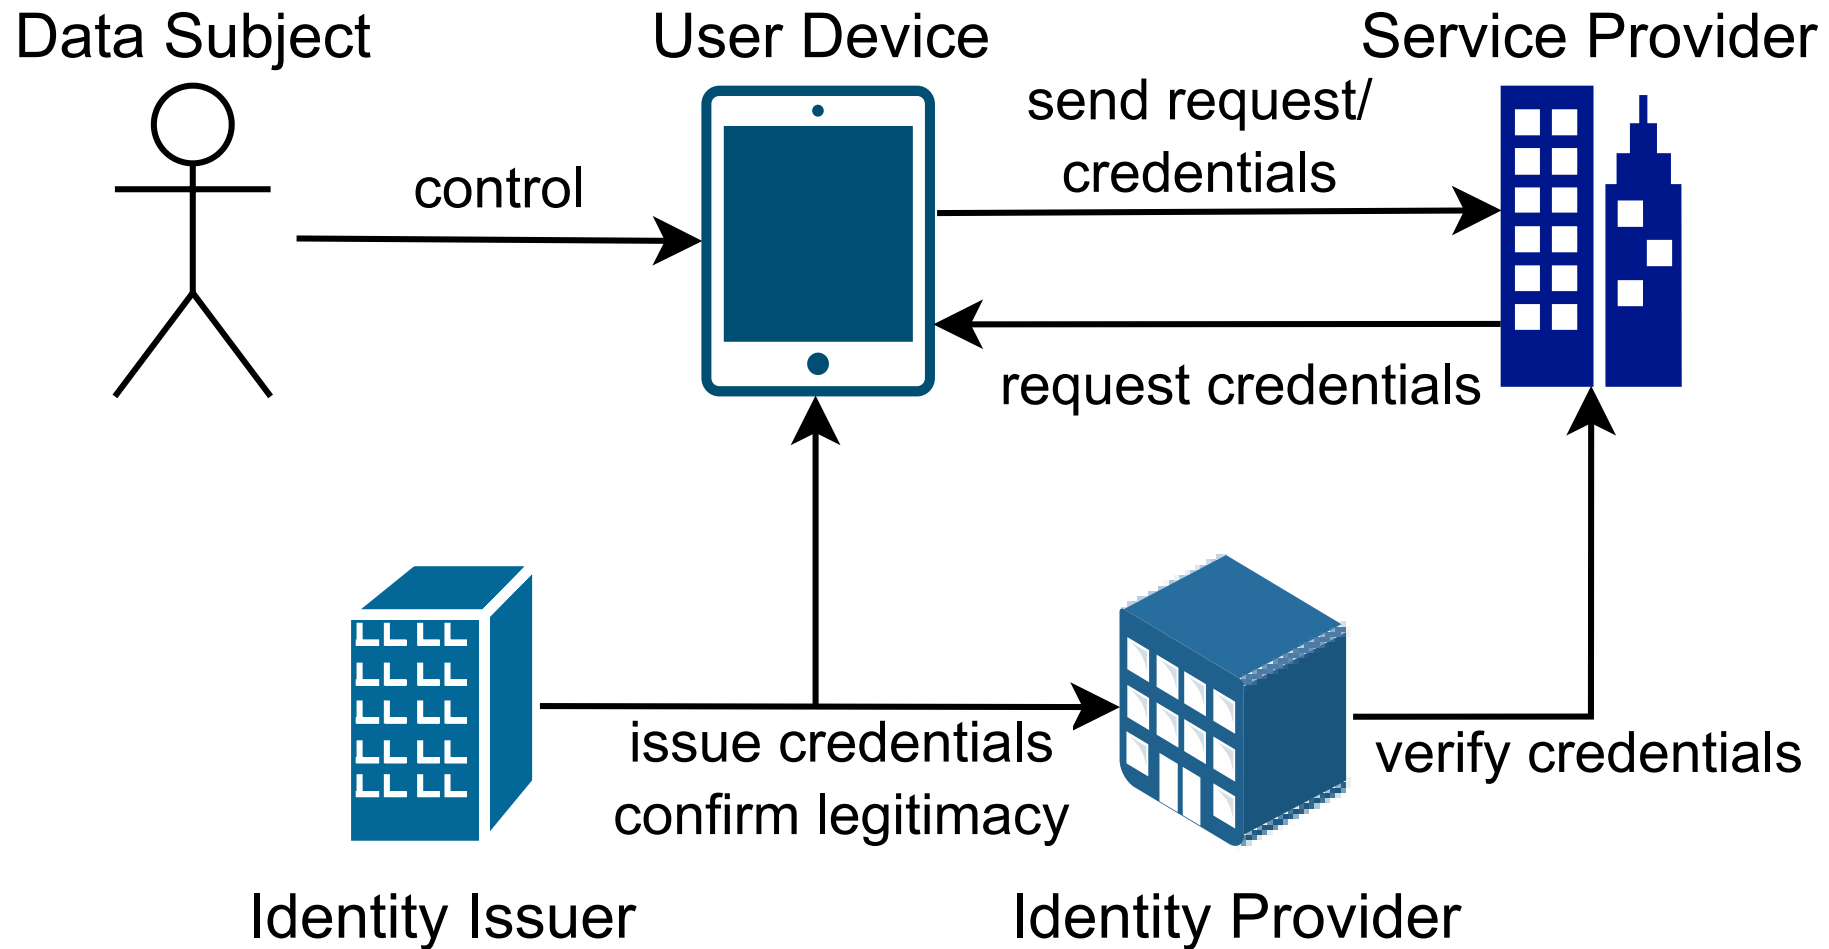 Data Subject
User Device
Service Provider
send request/
credentials
control
request credentials
issue credentials
confirm legitimacy
verify credentials
Identity Issuer
Identity Provider